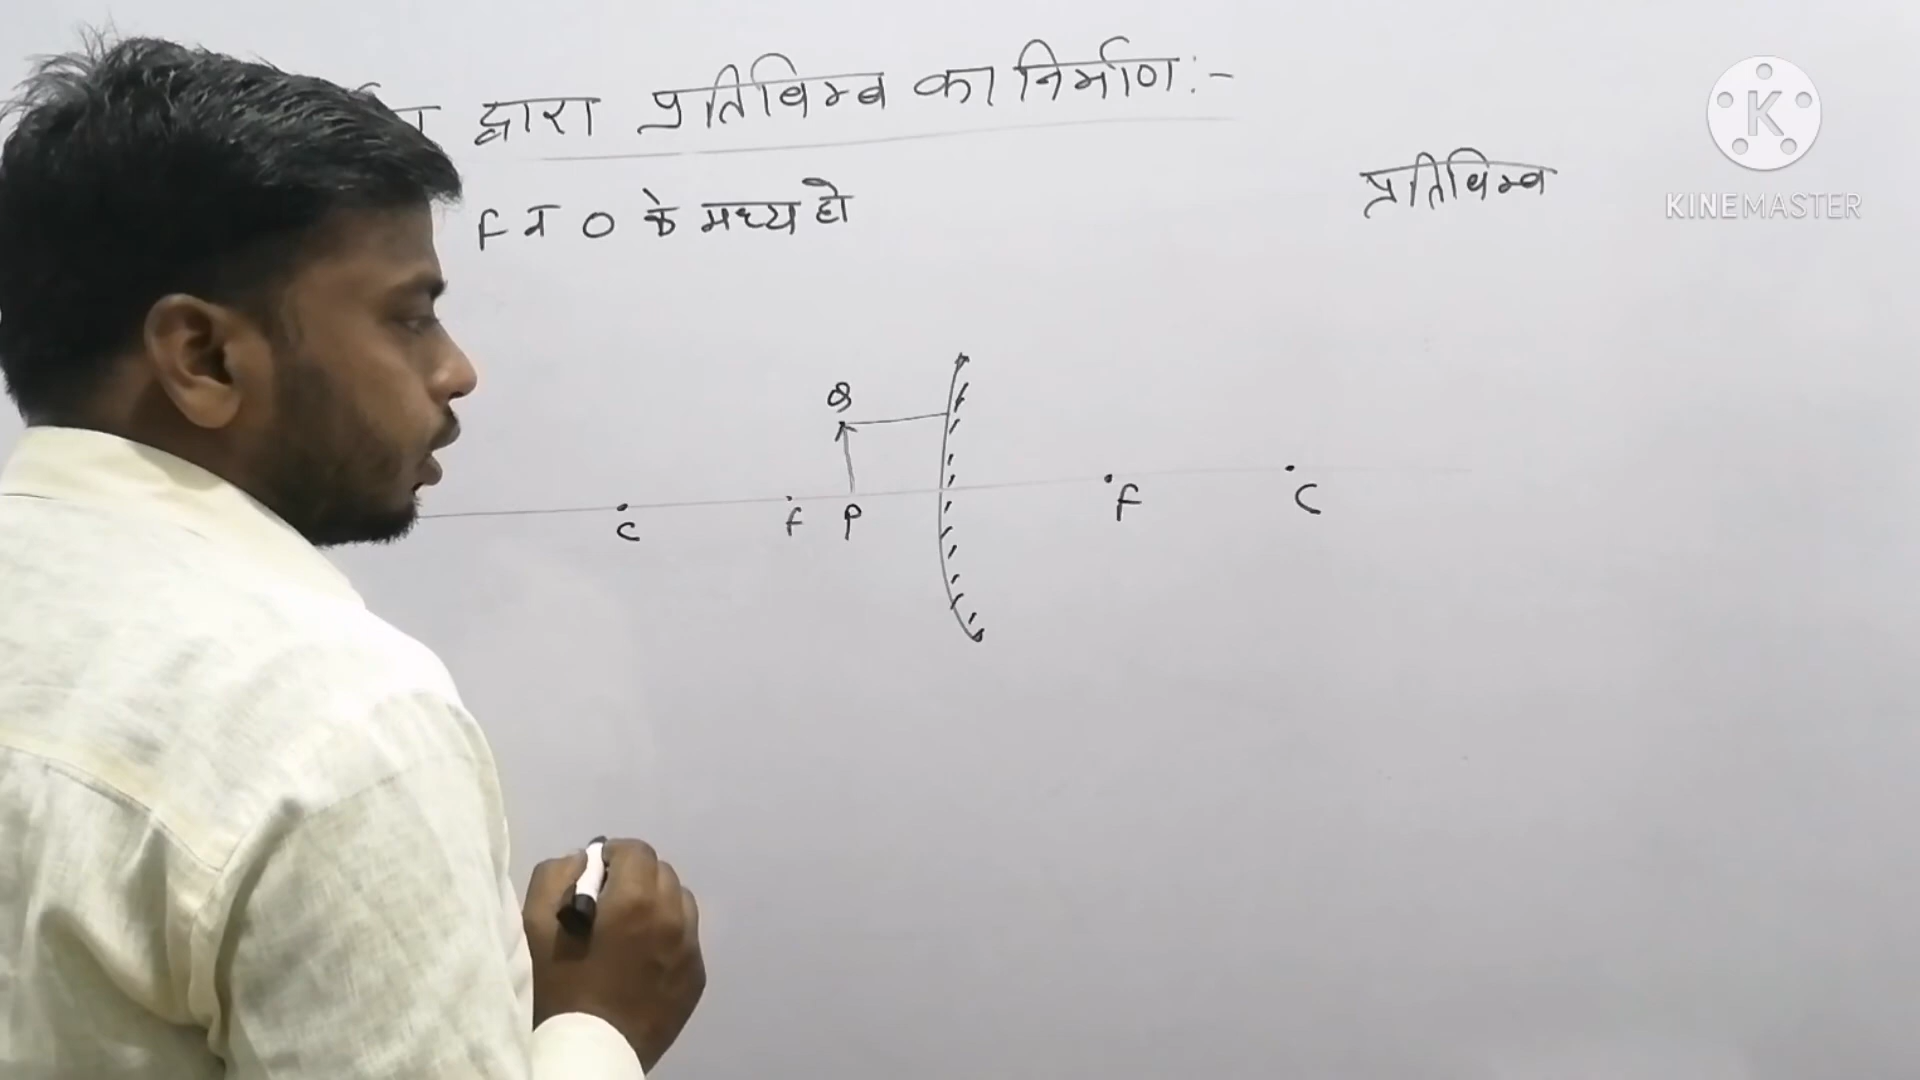 द्वारा प्रतिबिम्ब का निर्माण :-
प्रतिबिम्ब
F व O के मध्य हो
Q
C
F
P
F
C
K
KINEMASTER